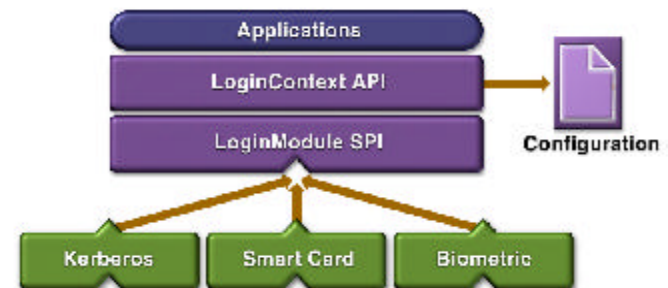 Applications
LoginContext API
LoginModule SPI
Configuration
Kerberos
Smart Card
Biometric